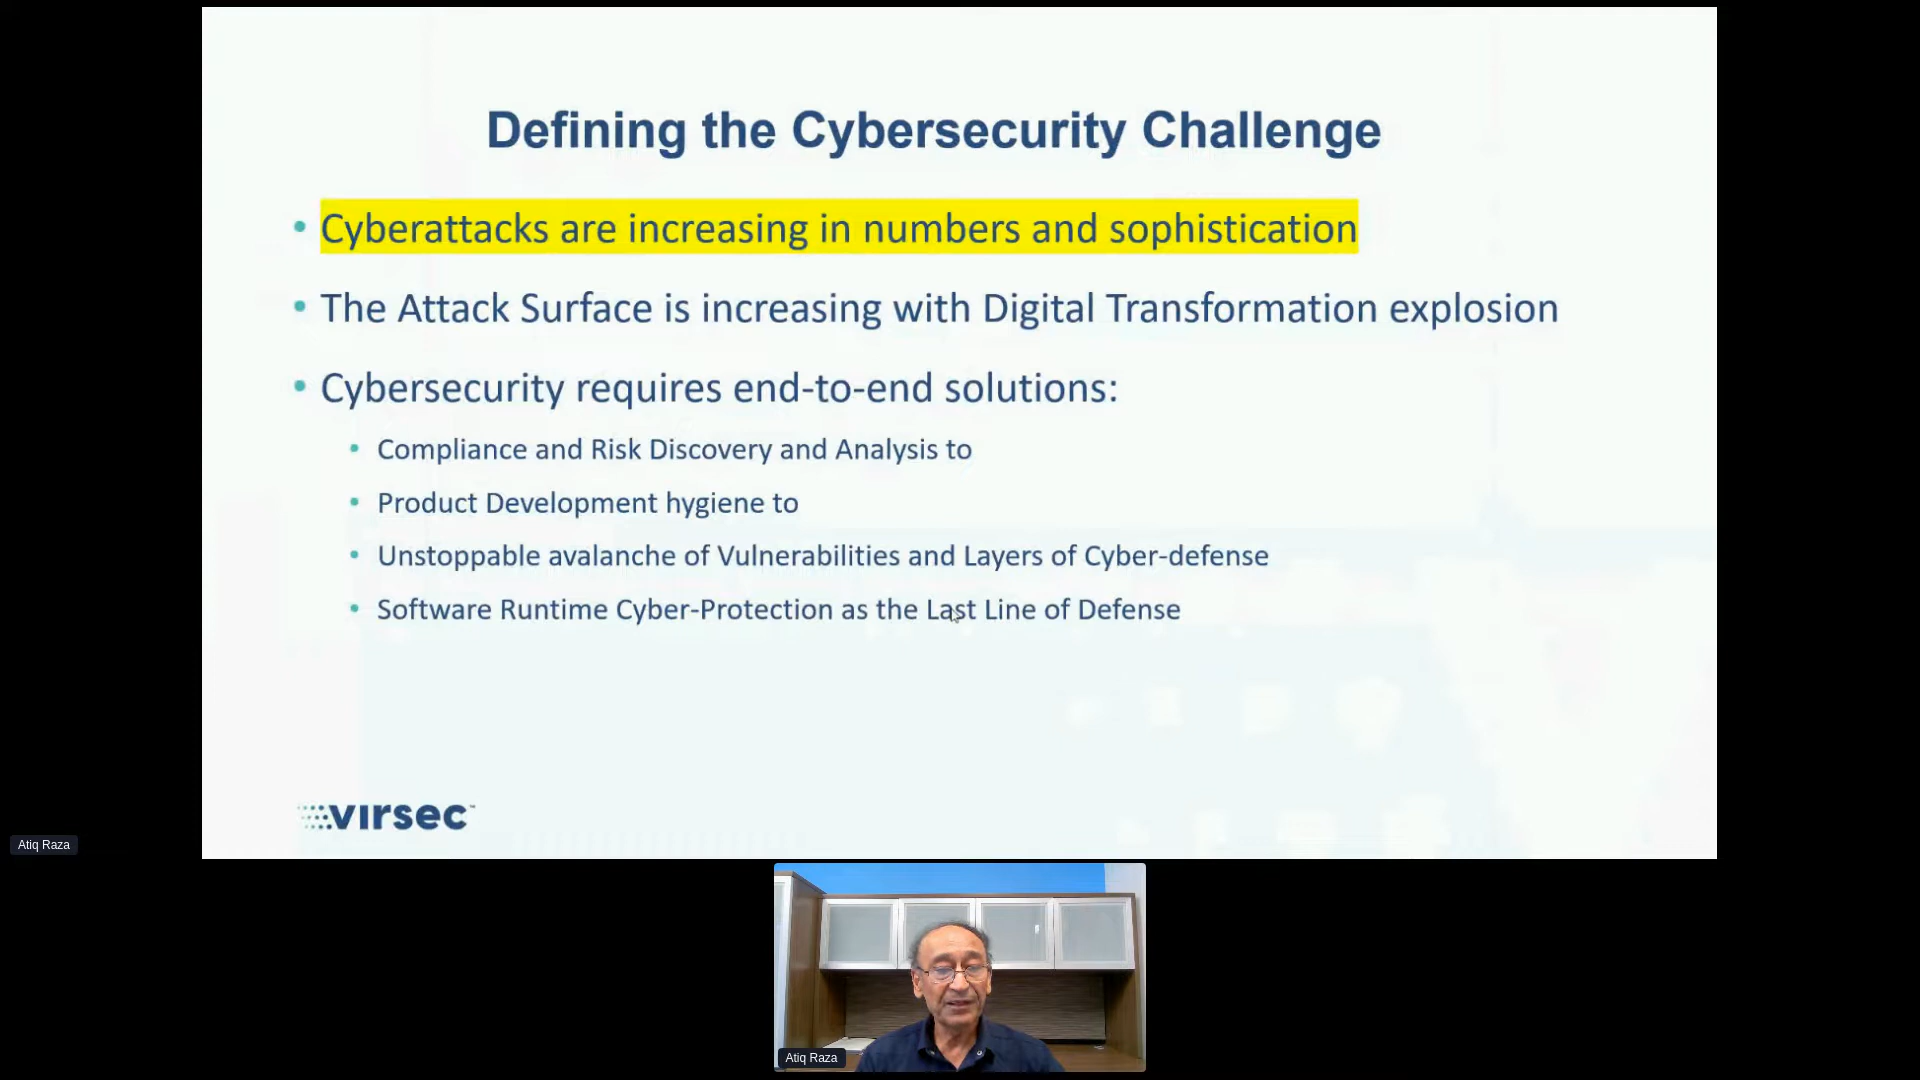 Defining the Cybersecurity Challenge
• Cyberattacks are increasing in numbers and sophistication
• The Attack Surface is increasing with Digital Transformation explosion
• Cybersecurity requires end-to-end solutions:
• Compliance and Risk Discovery and Analysis to
• Product Development hygiene to
• Unstoppable avalanche of Vulnerabilities and Layers of Cyber-defense
• Software Runtime Cyber-Protection as the Last Line of Defense
virsec™
Atiq Raza
Atiq Raza